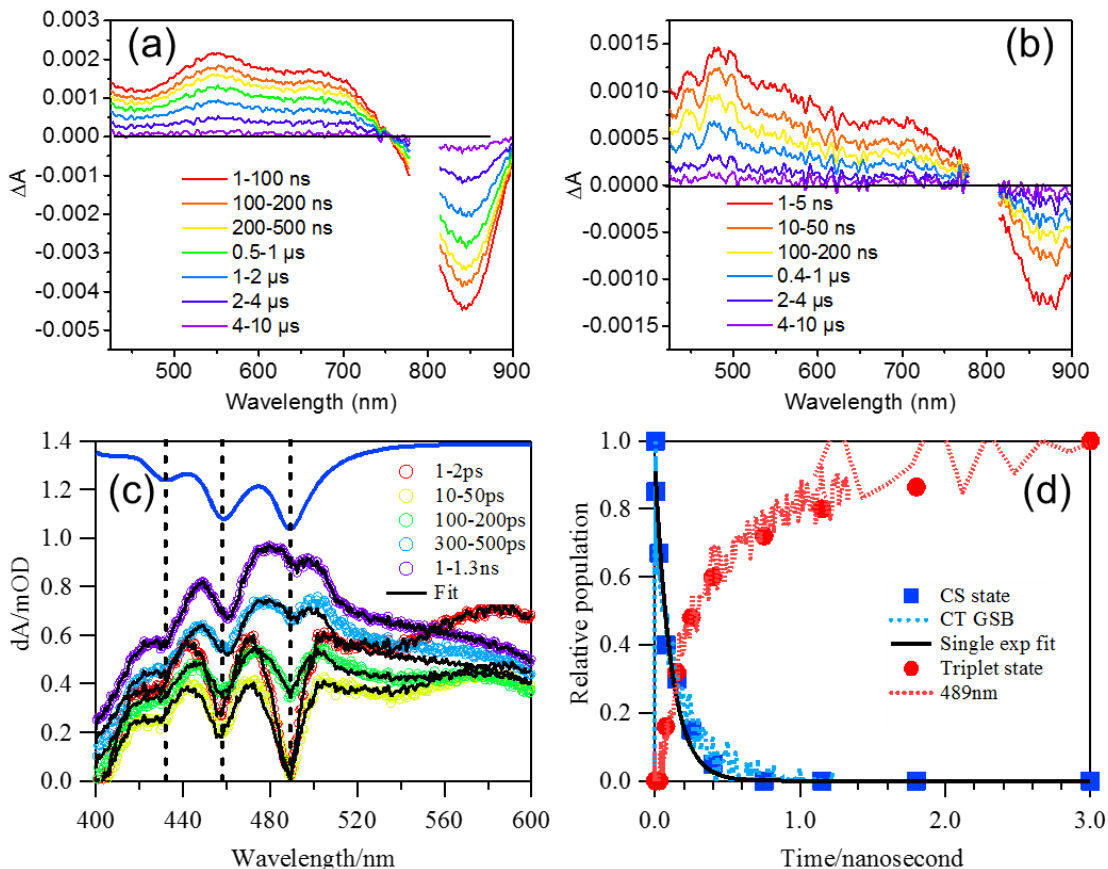 (a)
0.003
0.002
0.001
0.000
-0.001
-0.002
-0.003
-0.004
-0.005
ΔA
1-100 ns
100-200 ns
200-500 ns
0.5-1 µs
1-2 µs
2-4 µs
4-10 µs
500 600 700 800 900
Wavelength (nm)
(b)
0.0015
0.0010
0.0005
0.0000
-0.0005
-0.0010
-0.0015
ΔA
1-5 ns
10-50 ns
100-200 ns
0.4-1 µs
2-4 µs
4-10 µs
500 600 700 800 900
Wavelength (nm)
(c)
1.4
1.2
1.0
0.8
0.6
0.4
0.2
0.0
dA/mOD
1-2ps
10-50ps
100-200ps
300-500ps
1-1.3ns
Fit
400 440 480 520 560 600
Wavelength/nm
(d)
1.0
0.8
0.6
0.4
0.2
0.0
Relative population
CS state
CT GSB
Single exp fit
Triplet state
489nm
0.0 1.0 2.0 3.0
Time/nanosecond